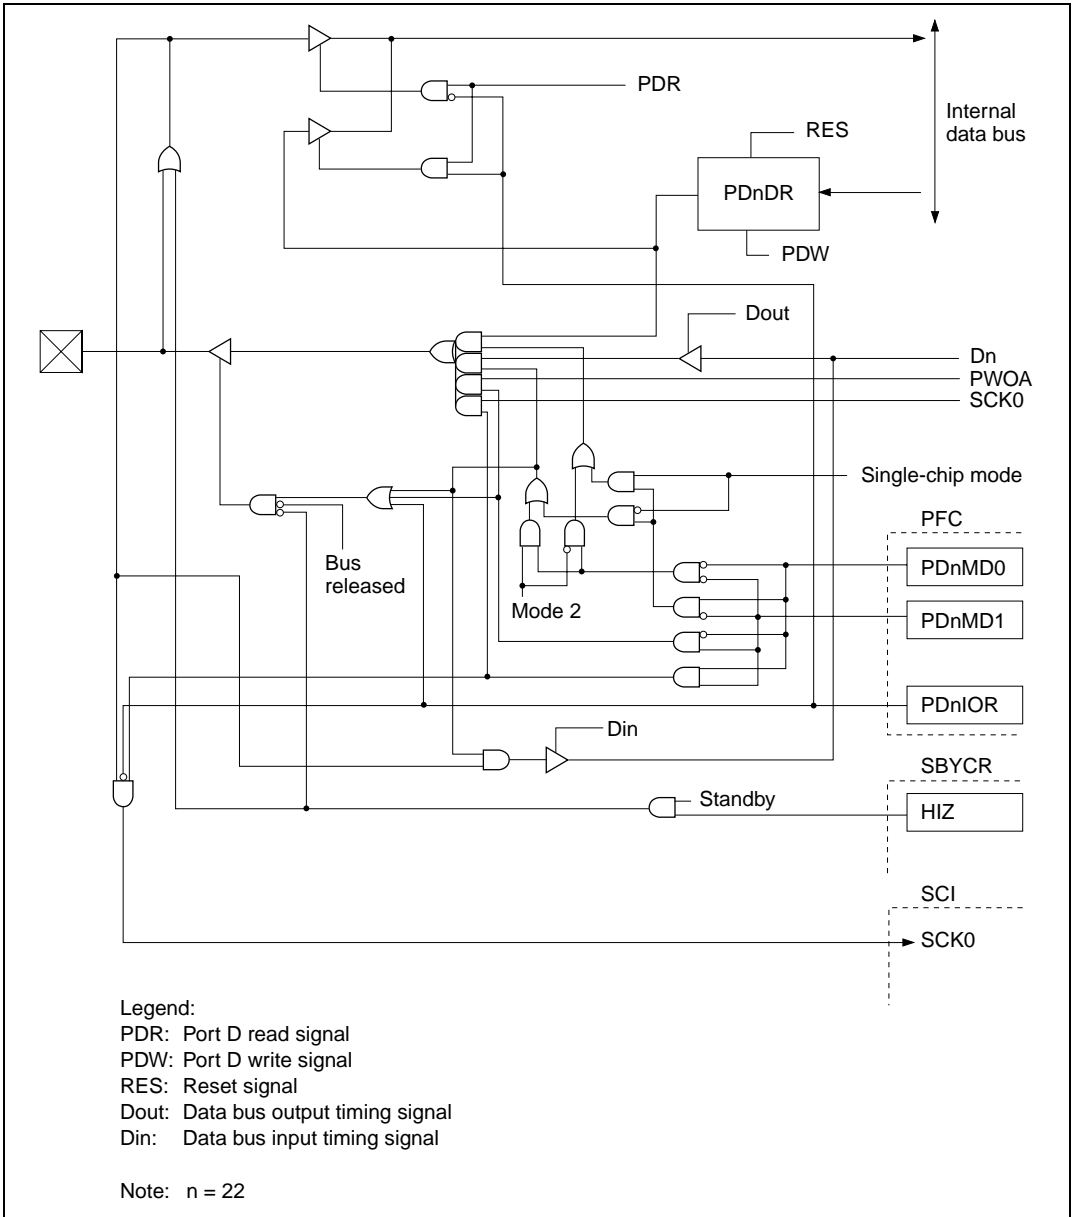 PDR
RES
Internal
data bus
PDnDR
PDW
Dout
Dn
PWOA
SCK0
Single-chip mode
PFC
Bus
released
PDnMD0
Mode 2
PDnMD1
PDnIOR
Din
SBYCR
Standby
HIZ
SCI
SCK0
Legend:
PDR: Port D read signal
PDW: Port D write signal
RES: Reset signal
Dout: Data bus output timing signal
Din: Data bus input timing signal
Note: n = 22